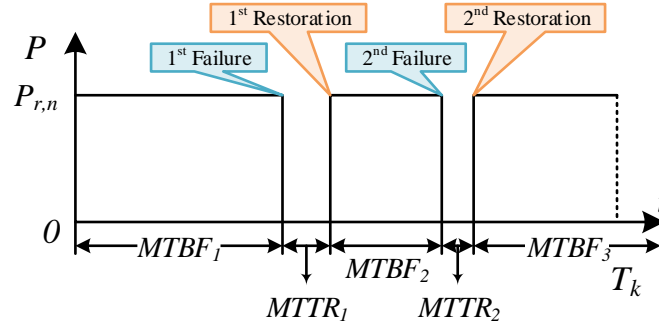 1st Restoration
2nd Restoration
P
1st Failure
2nd Failure
Pr,n
0
MTBF1
MTBF2
MTBF3
Tk
MTTR1
MTTR2